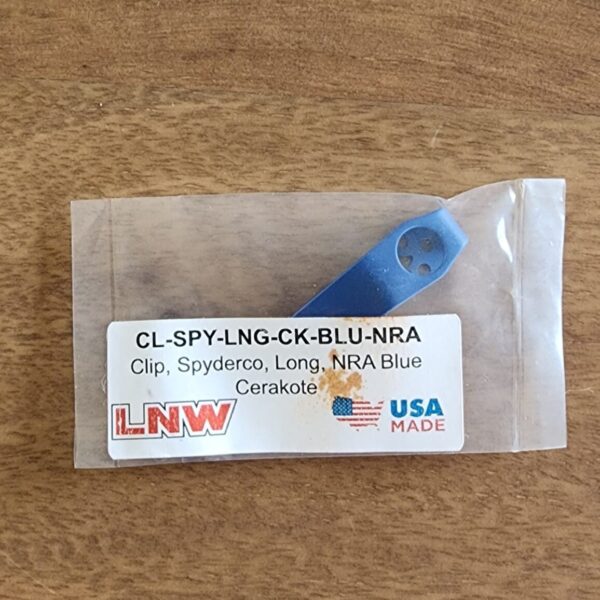 CL-SPY-LNG-CK-BLU-NRA
Clip, Spyderco, Long, NRA Blue
Cerakote
LNW
USA
MADE